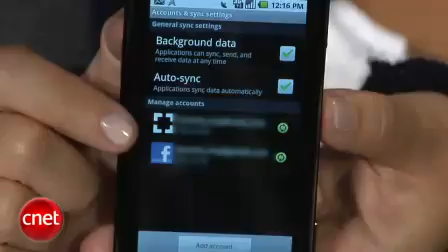 12:16 PM
Accounts & sync settings
General sync settings
Background data
Applications can sync, send, and
receive data at any time
Auto-sync
Applications sync data automatically
Manage accounts
f
Add account
cnet